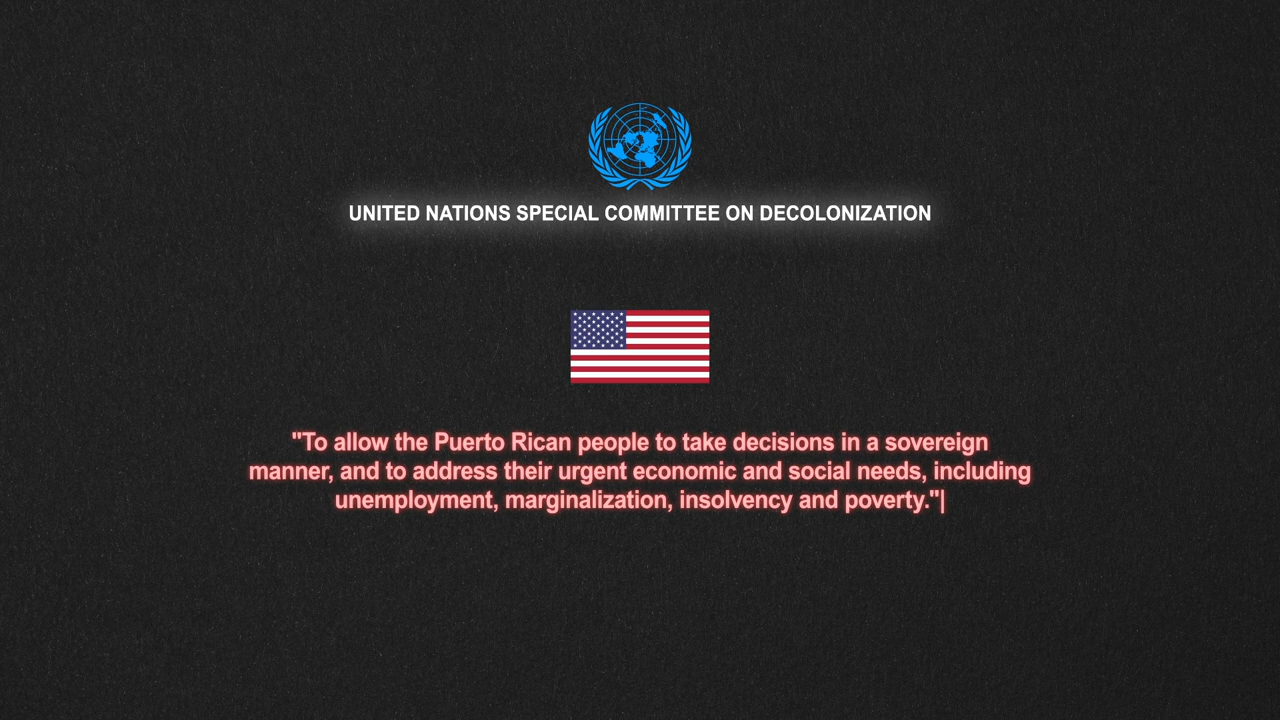 UNITED NATIONS SPECIAL COMMITTEE ON DECOLONIZATION
"To allow the Puerto Rican people to take decisions in a sovereign
manner, and to address their urgent economic and social needs, including
unemployment, marginalization, insolvency and poverty."|